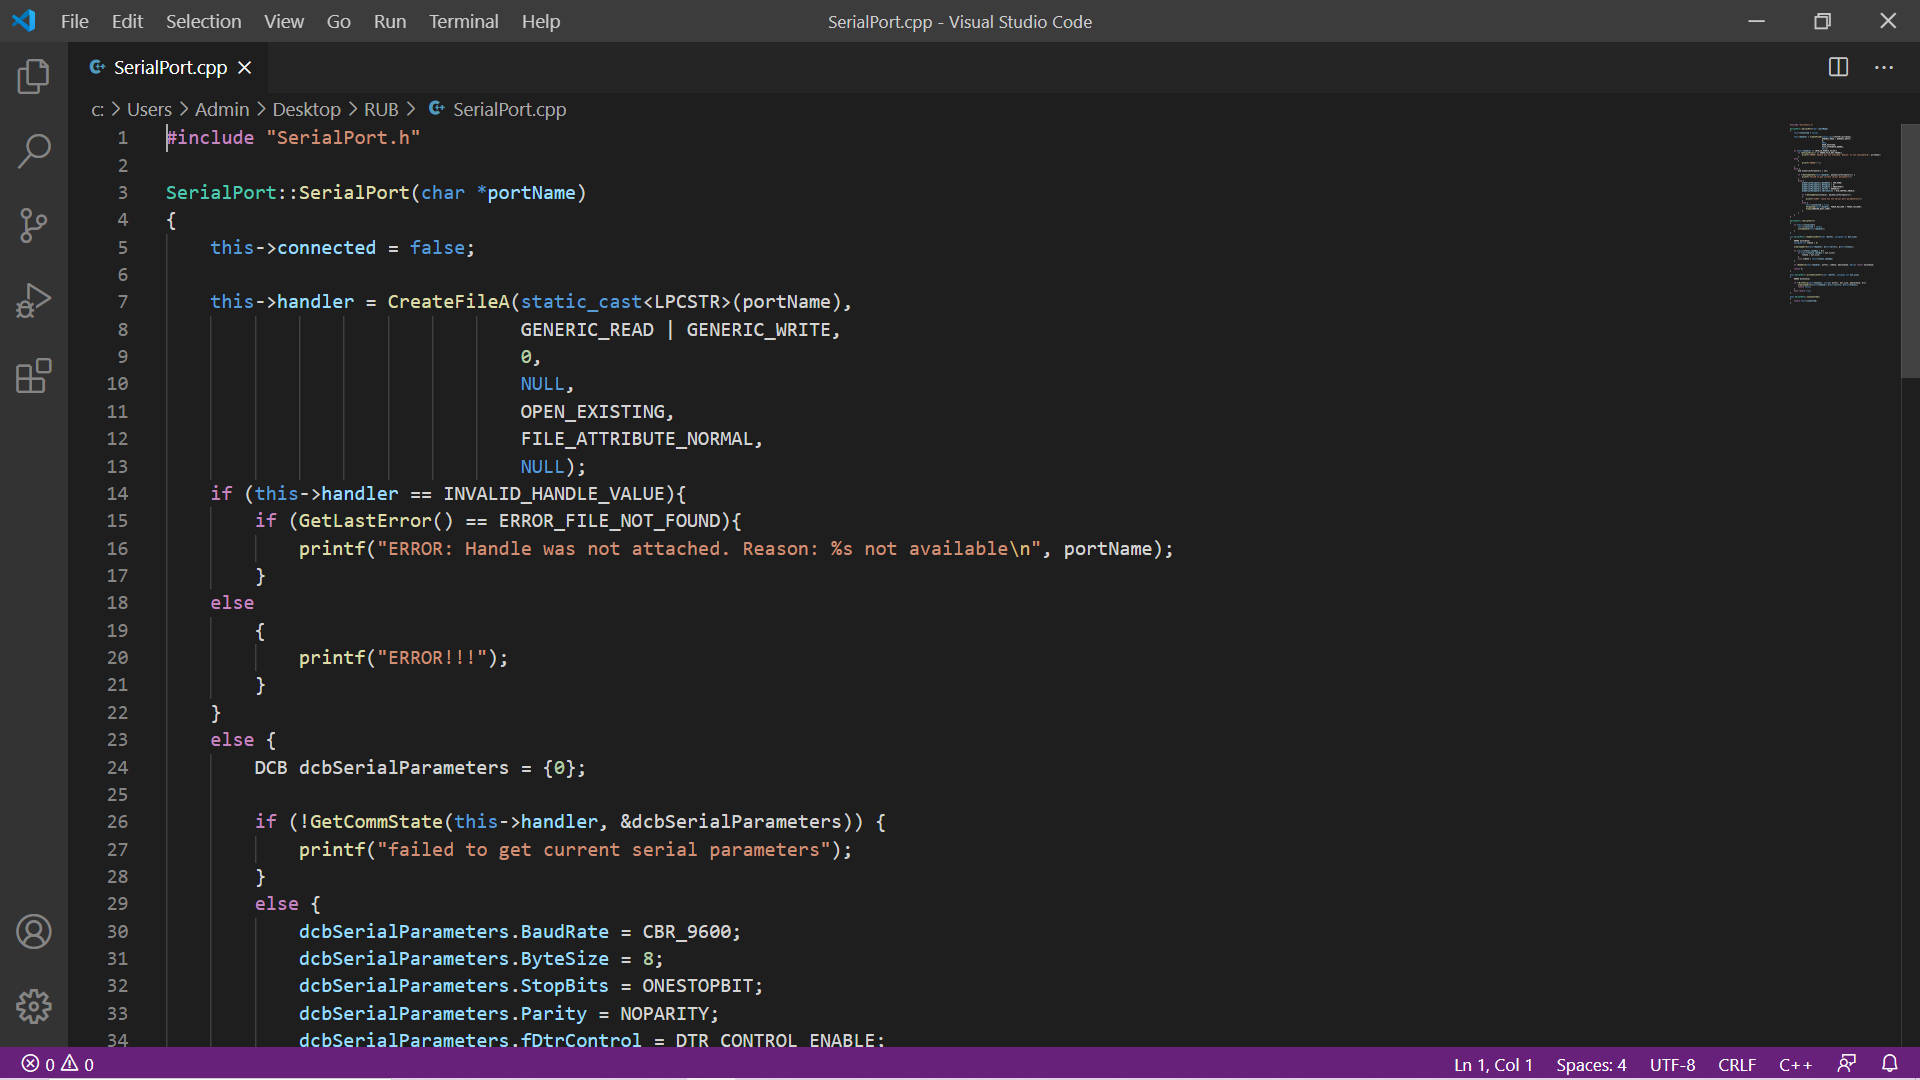 File Edit Selection View Go Run Terminal Help SerialPort.cpp - Visual Studio Code
SerialPort.cpp
c: > Users > Admin > Desktop > RUB > SerialPort.cpp
1 #include "SerialPort.h"
2
3 SerialPort::SerialPort(char *portName)
4 {
5     this->connected = false;
6
7     this->handler = CreateFileA(static_cast<LPCSTR>(portName),
8                                 GENERIC_READ | GENERIC_WRITE,
9                                 0,
10                                NULL,
11                                OPEN_EXISTING,
12                                FILE_ATTRIBUTE_NORMAL,
13                                NULL);
14    if (this->handler == INVALID_HANDLE_VALUE){
15        if (GetLastError() == ERROR_FILE_NOT_FOUND){
16            printf("ERROR: Handle was not attached. Reason: %s not available\n", portName);
17        }
18    else
19        {
20            printf("ERROR!!!");
21        }
22    }
23    else {
24        DCB dcbSerialParameters = {0};
25
26        if (!GetCommState(this->handler, &dcbSerialParameters)) {
27            printf("failed to get current serial parameters");
28        }
29        else {
30            dcbSerialParameters.BaudRate = CBR_9600;
31            dcbSerialParameters.ByteSize = 8;
32            dcbSerialParameters.StopBits = ONESTOPBIT;
33            dcbSerialParameters.Parity = NOPARITY;
34            dcbSerialParameters.fDtrControl = DTR_CONTROL_ENABLE;
0 0 Ln 1, Col 1 Spaces: 4 UTF-8 CRLF C++